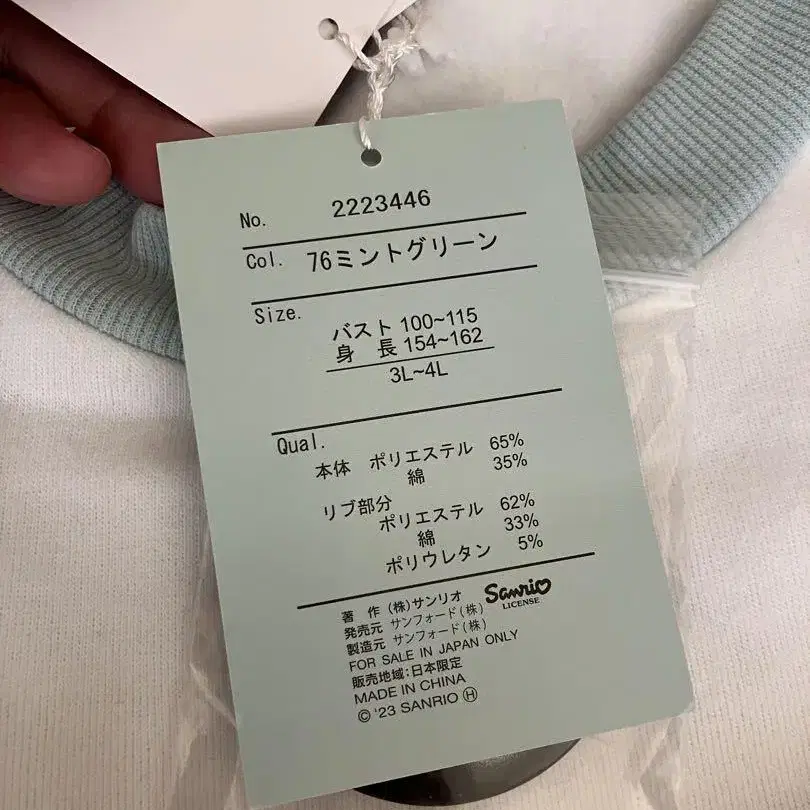 No. 2223446
Col. 76ミントグリーン
Size.
バスト 100~115
身 長 154~162
3L~4L
Qual.
本体 ポリエステル 65%
綿 35%
リブ部分
ポリエステル 62%
綿 33%
ポリウレタン 5%
著 作 (株)サンリオ
発売元 サンフォード(株)
製造元 サンフォード(株)
Sanrio
LICENSE
FOR SALE IN JAPAN ONLY
販売地域:日本限定
MADE IN CHINA
© '23 SANRIO Ⓗ